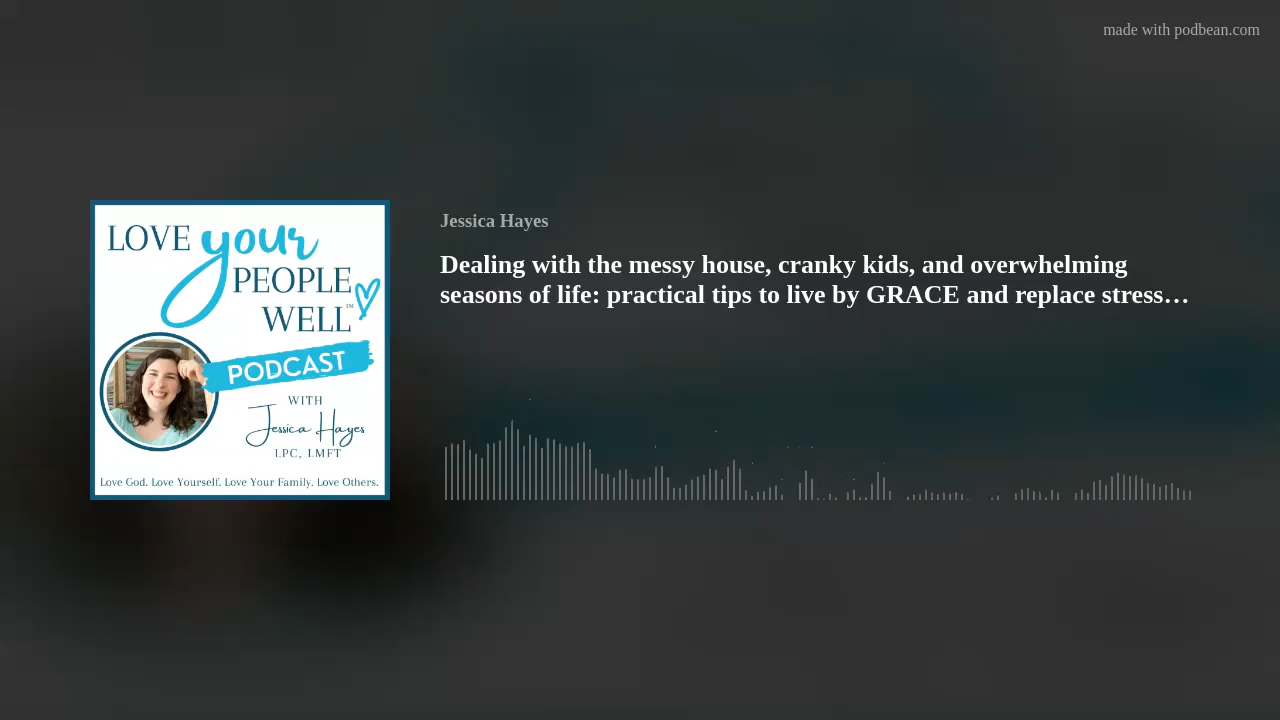 made with podbean.com
LOVE your
PEOPLE
WELL™
PODCAST
WITH
Jessica Hayes
LPC, LMFT
Love God. Love Yourself. Love Your Family. Love Others.
Jessica Hayes
Dealing with the messy house, cranky kids, and overwhelming
seasons of life: practical tips to live by GRACE and replace stress…